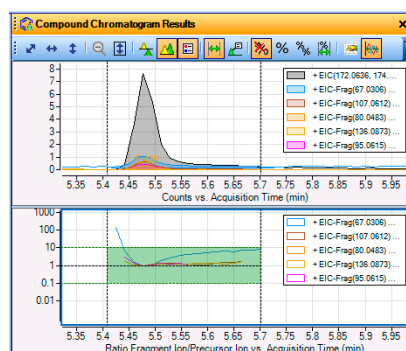 Compound Chromatogram Results
% %
+ EIC(172.0636, 174....
+ EIC-Frag(67.0306) ...
+ EIC-Frag(107.0612) ...
+ EIC-Frag(80.0483) ...
+ EIC-Frag(136.0873) ...
+ EIC-Frag(95.0615) ...
8
7
6
5
4
3
2
1
0
5.35 5.4 5.45 5.5 5.55 5.6 5.65 5.7 5.75 5.8 5.85 5.9 5.95
Counts vs. Acquisition Time (min)
+ EIC-Frag(67.0306) ...
+ EIC-Frag(107.0612) ...
+ EIC-Frag(80.0483) ...
+ EIC-Frag(136.0873) ...
+ EIC-Frag(95.0615) ...
1000
100
10
1
0.1
0.01
5.35 5.4 5.45 5.5 5.55 5.6 5.65 5.7 5.75 5.8 5.85 5.9 5.95
Ratio Fragment Ion/Precursor Ion vs. Acquisition Time (min)